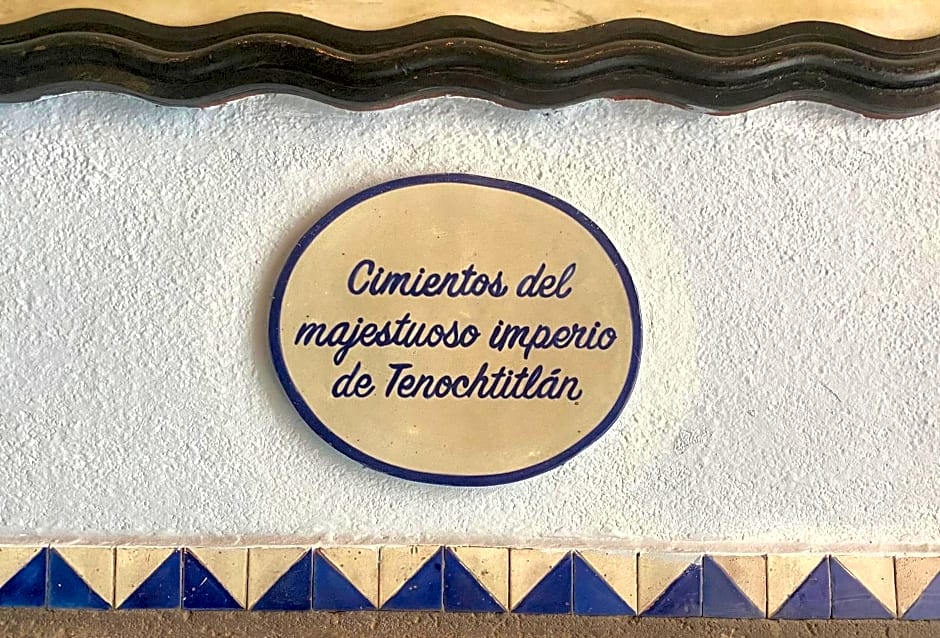 Cimientos del
majestuoso imperio
de Tenochtitlán